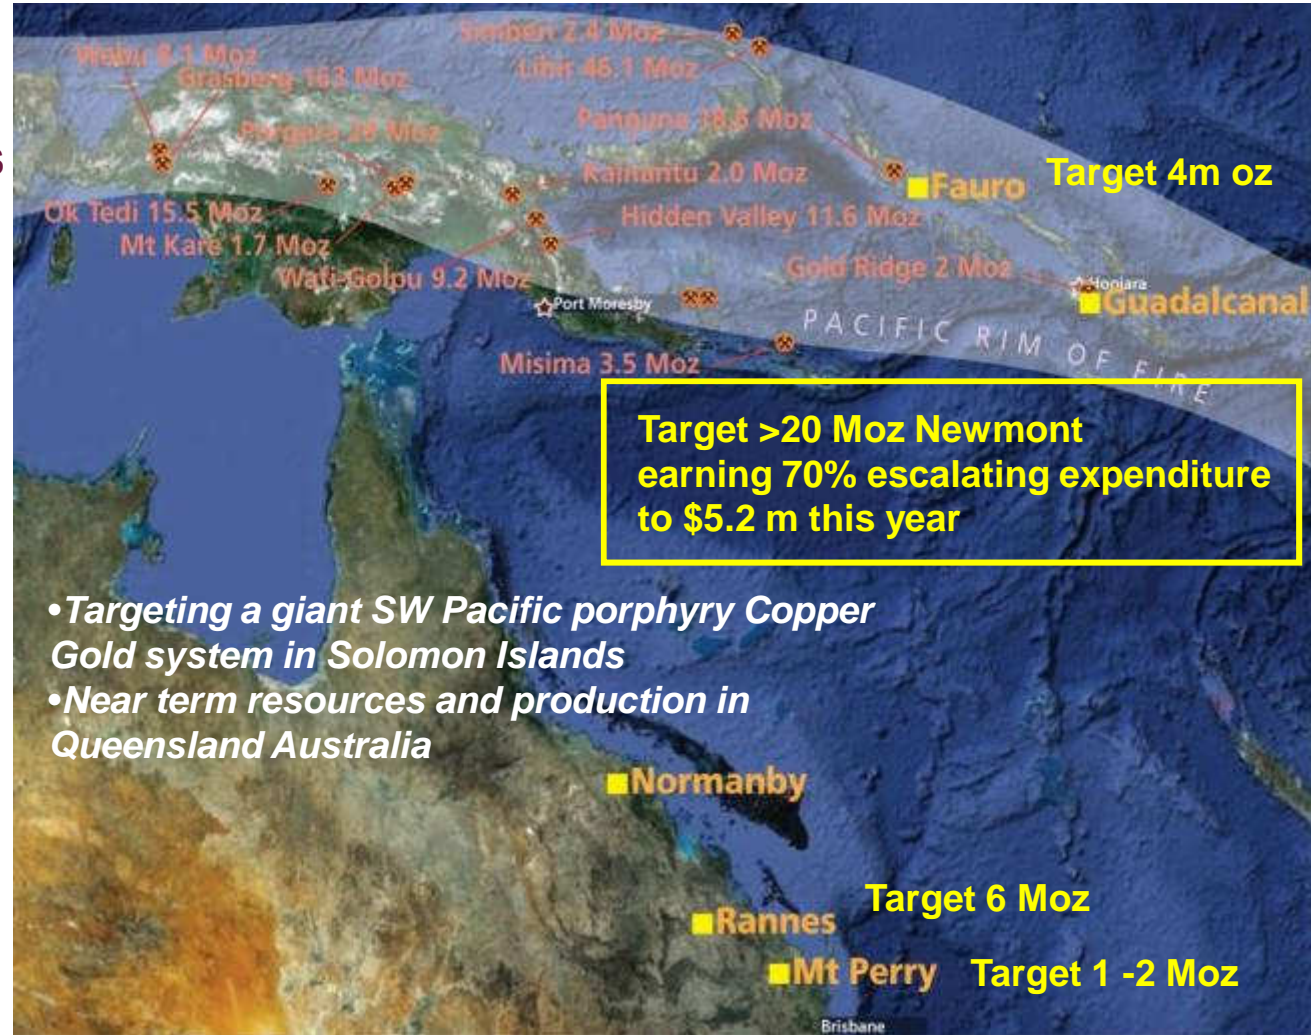 s
Simberi 2.4 Moz
Wabu 8.1 Moz
Lihir 46.1 Moz
Grasberg 163 Moz
Porgera 24 Moz
Panguna 18.6 Moz
Kainantu 2.0 Moz
Target 4m oz
Fauro
Ok Tedi 15.5 Moz
Hidden Valley 11.6 Moz
Mt Kare 1.7 Moz
Wafi-Golpu 9.2 Moz
Gold Ridge 2 Moz
Honiara
Guadalcanal
Port Moresby
PACIFIC RIM OF FIRE
Misima 3.5 Moz
Target >20 Moz Newmont
earning 70% escalating expenditure
to $5.2 m this year
•Targeting a giant SW Pacific porphyry Copper
Gold system in Solomon Islands
•Near term resources and production in
Queensland Australia
Normanby
Target 6 Moz
Rannes
Mt Perry
Target 1 -2 Moz
Brisbane